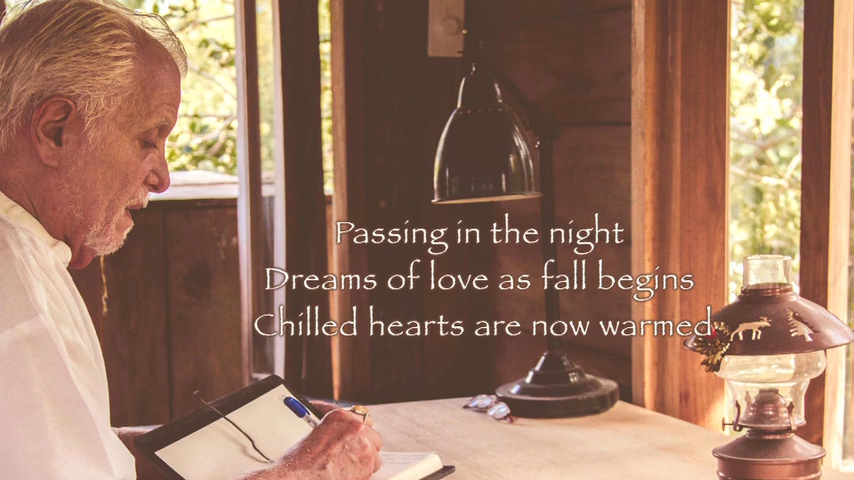 Passing in the night
Dreams of love as fall begins
Chilled hearts are now warmed